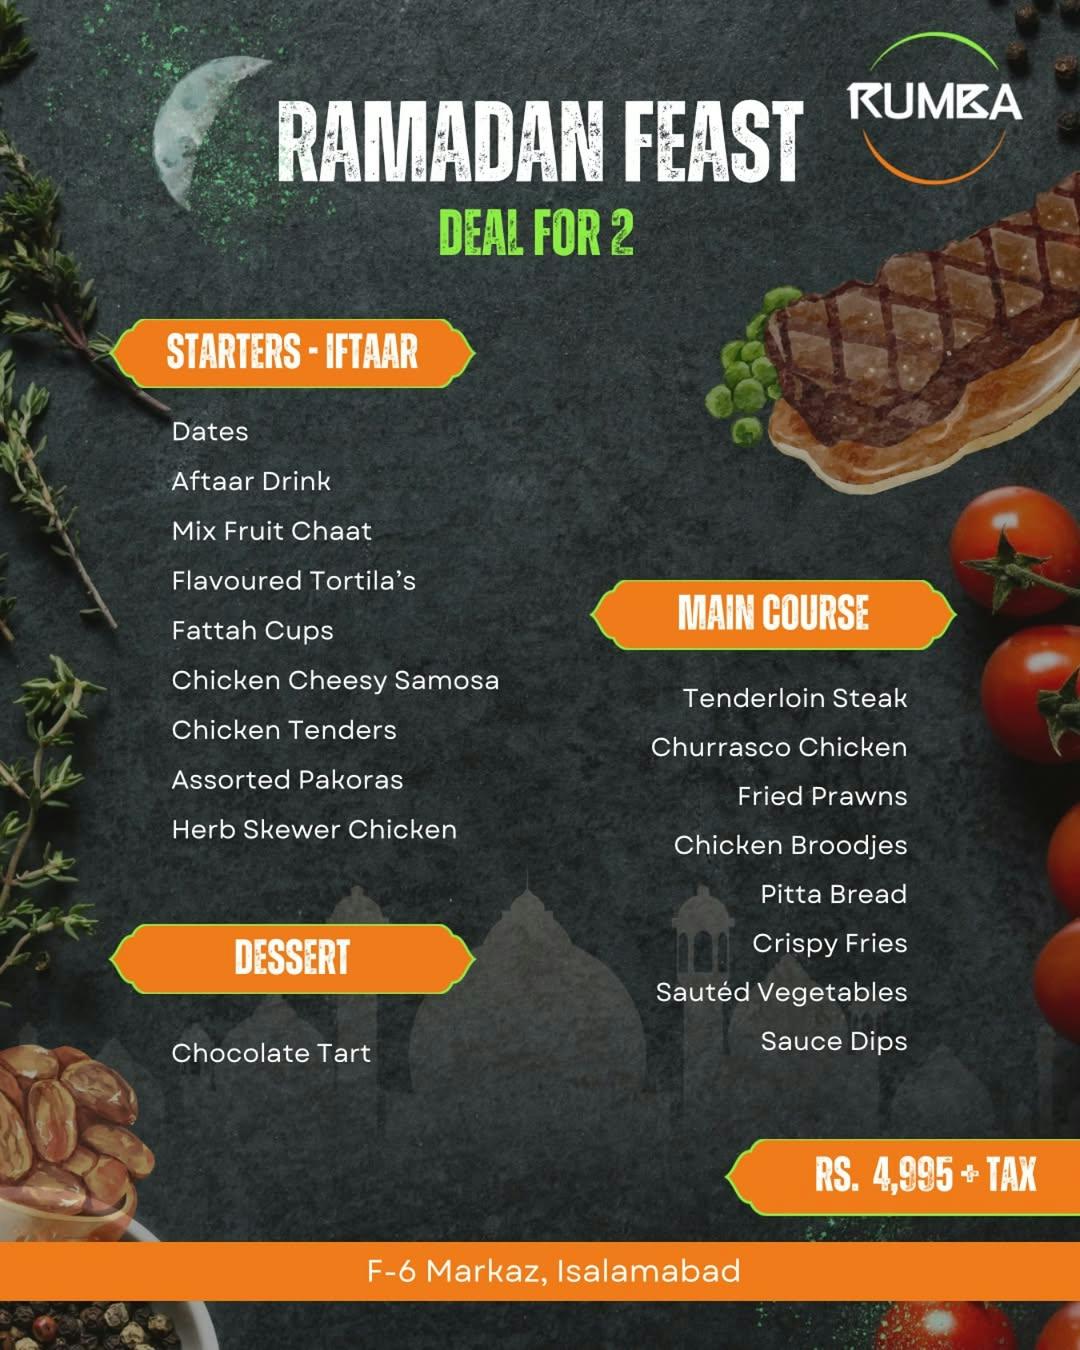 RAMADAN FEAST
RUMBA
DEAL FOR 2
STARTERS - IFTAAR
Dates
Aftaar Drink
Mix Fruit Chaat
Flavoured Tortila’s
Fattah Cups
Chicken Cheesy Samosa
Chicken Tenders
Assorted Pakoras
Herb Skewer Chicken
MAIN COURSE
Tenderloin Steak
Churrasco Chicken
Fried Prawns
Chicken Broodjes
Pitta Bread
Crispy Fries
Sautéd Vegetables
Sauce Dips
DESSERT
Chocolate Tart
RS. 4,995 + TAX
F-6 Markaz, Isalamabad